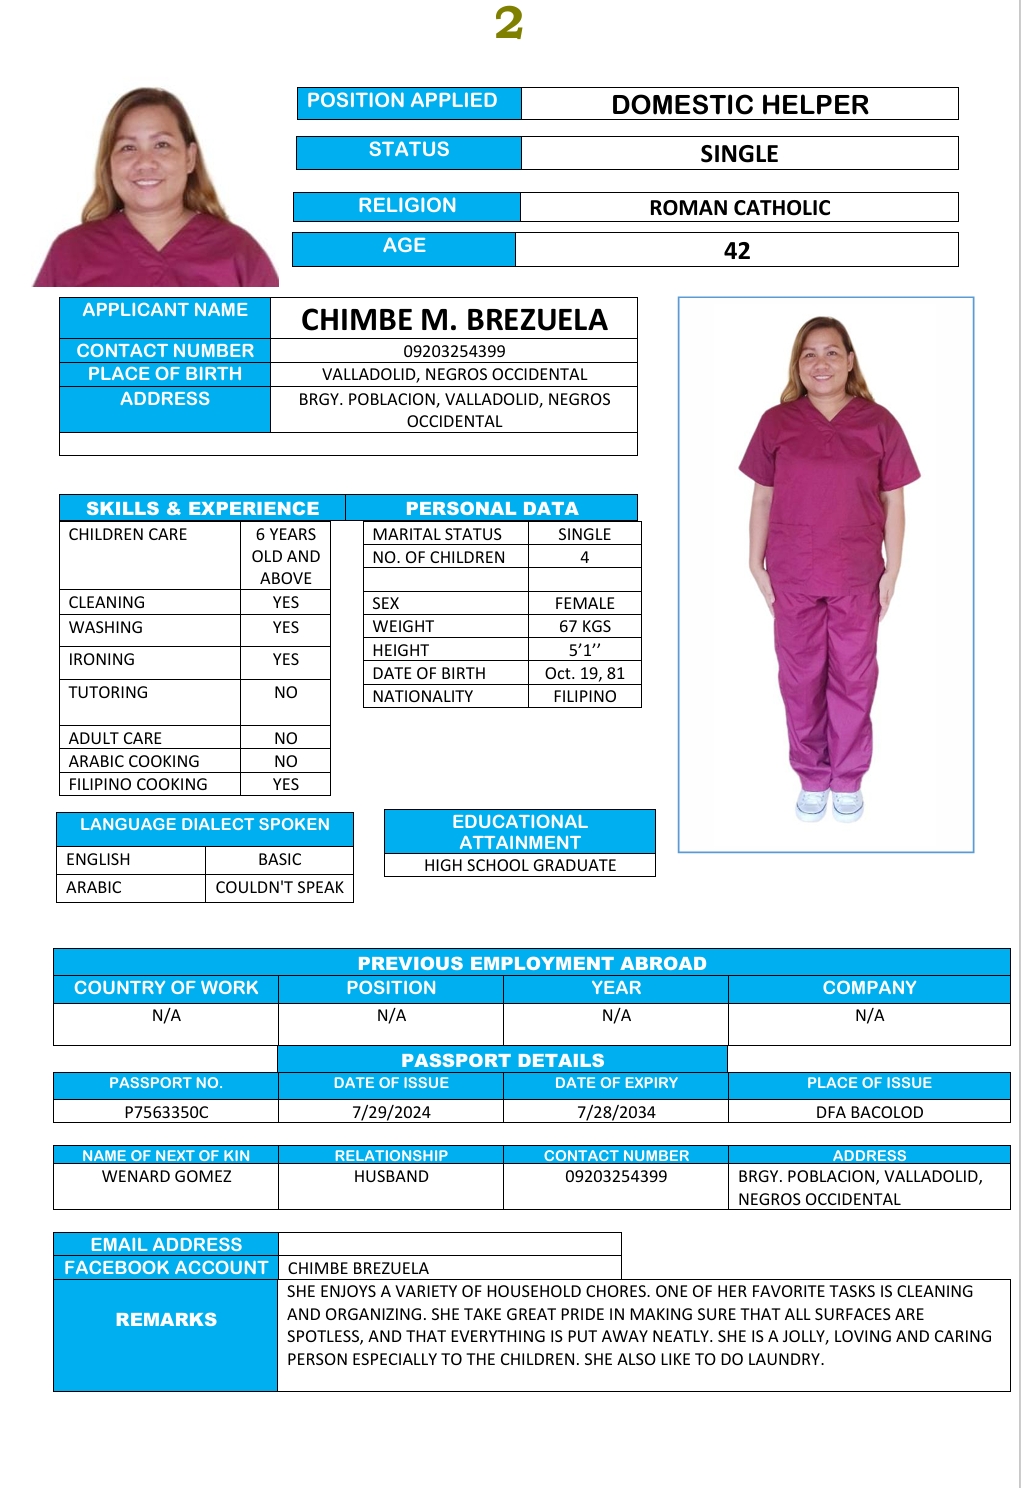 2
POSITION APPLIED DOMESTIC HELPER
STATUS SINGLE
RELIGION ROMAN CATHOLIC
AGE 42
APPLICANT NAME CHIMBE M. BREZUELA
CONTACT NUMBER 09203254399
PLACE OF BIRTH VALLADOLID, NEGROS OCCIDENTAL
ADDRESS BRGY. POBLACION, VALLADOLID, NEGROS
OCCIDENTAL
SKILLS & EXPERIENCE
CHILDREN CARE 6 YEARS
OLD AND
ABOVE
CLEANING YES
WASHING YES
IRONING YES
TUTORING NO
ADULT CARE NO
ARABIC COOKING NO
FILIPINO COOKING YES
PERSONAL DATA
MARITAL STATUS SINGLE
NO. OF CHILDREN 4
SEX FEMALE
WEIGHT 67 KGS
HEIGHT 5’1’’
DATE OF BIRTH Oct. 19, 81
NATIONALITY FILIPINO
LANGUAGE DIALECT SPOKEN
ENGLISH BASIC
ARABIC COULDN'T SPEAK
EDUCATIONAL
ATTAINMENT
HIGH SCHOOL GRADUATE
PREVIOUS EMPLOYMENT ABROAD
COUNTRY OF WORK POSITION YEAR COMPANY
N/A N/A N/A N/A
PASSPORT DETAILS
PASSPORT NO. DATE OF ISSUE DATE OF EXPIRY PLACE OF ISSUE
P7563350C 7/29/2024 7/28/2034 DFA BACOLOD
NAME OF NEXT OF KIN RELATIONSHIP CONTACT NUMBER ADDRESS
WENARD GOMEZ HUSBAND 09203254399 BRGY. POBLACION, VALLADOLID,
NEGROS OCCIDENTAL
EMAIL ADDRESS
FACEBOOK ACCOUNT CHIMBE BREZUELA
REMARKS
SHE ENJOYS A VARIETY OF HOUSEHOLD CHORES. ONE OF HER FAVORITE TASKS IS CLEANING
AND ORGANIZING. SHE TAKE GREAT PRIDE IN MAKING SURE THAT ALL SURFACES ARE
SPOTLESS, AND THAT EVERYTHING IS PUT AWAY NEATLY. SHE IS A JOLLY, LOVING AND CARING
PERSON ESPECIALLY TO THE CHILDREN. SHE ALSO LIKE TO DO LAUNDRY.